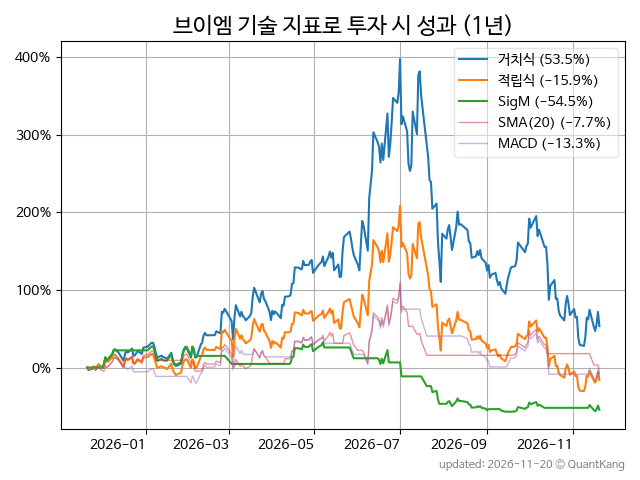 브이엠 기술 지표로 투자 시 성과 (1년)
400%
300%
200%
100%
0%
거치식 (53.5%)
적립식 (−15.9%)
SigM (−54.5%)
SMA(20) (−7.7%)
MACD (−13.3%)
2026-01 2026-03 2026-05 2026-07 2026-09 2026-11
updated: 2026-11-20 © QuantKang